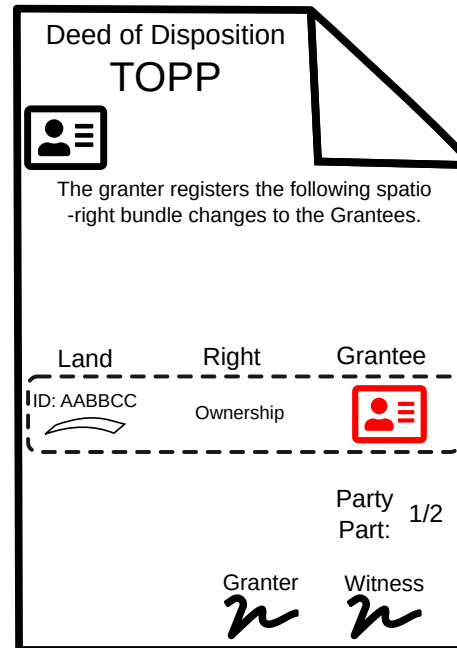 Deed of Disposition
TOPP
The granter registers the following spatio
-right bundle changes to the Grantees.
Land Right Grantee
ID: AABBCC
Ownership
Party
Part: 1/2
Granter Witness